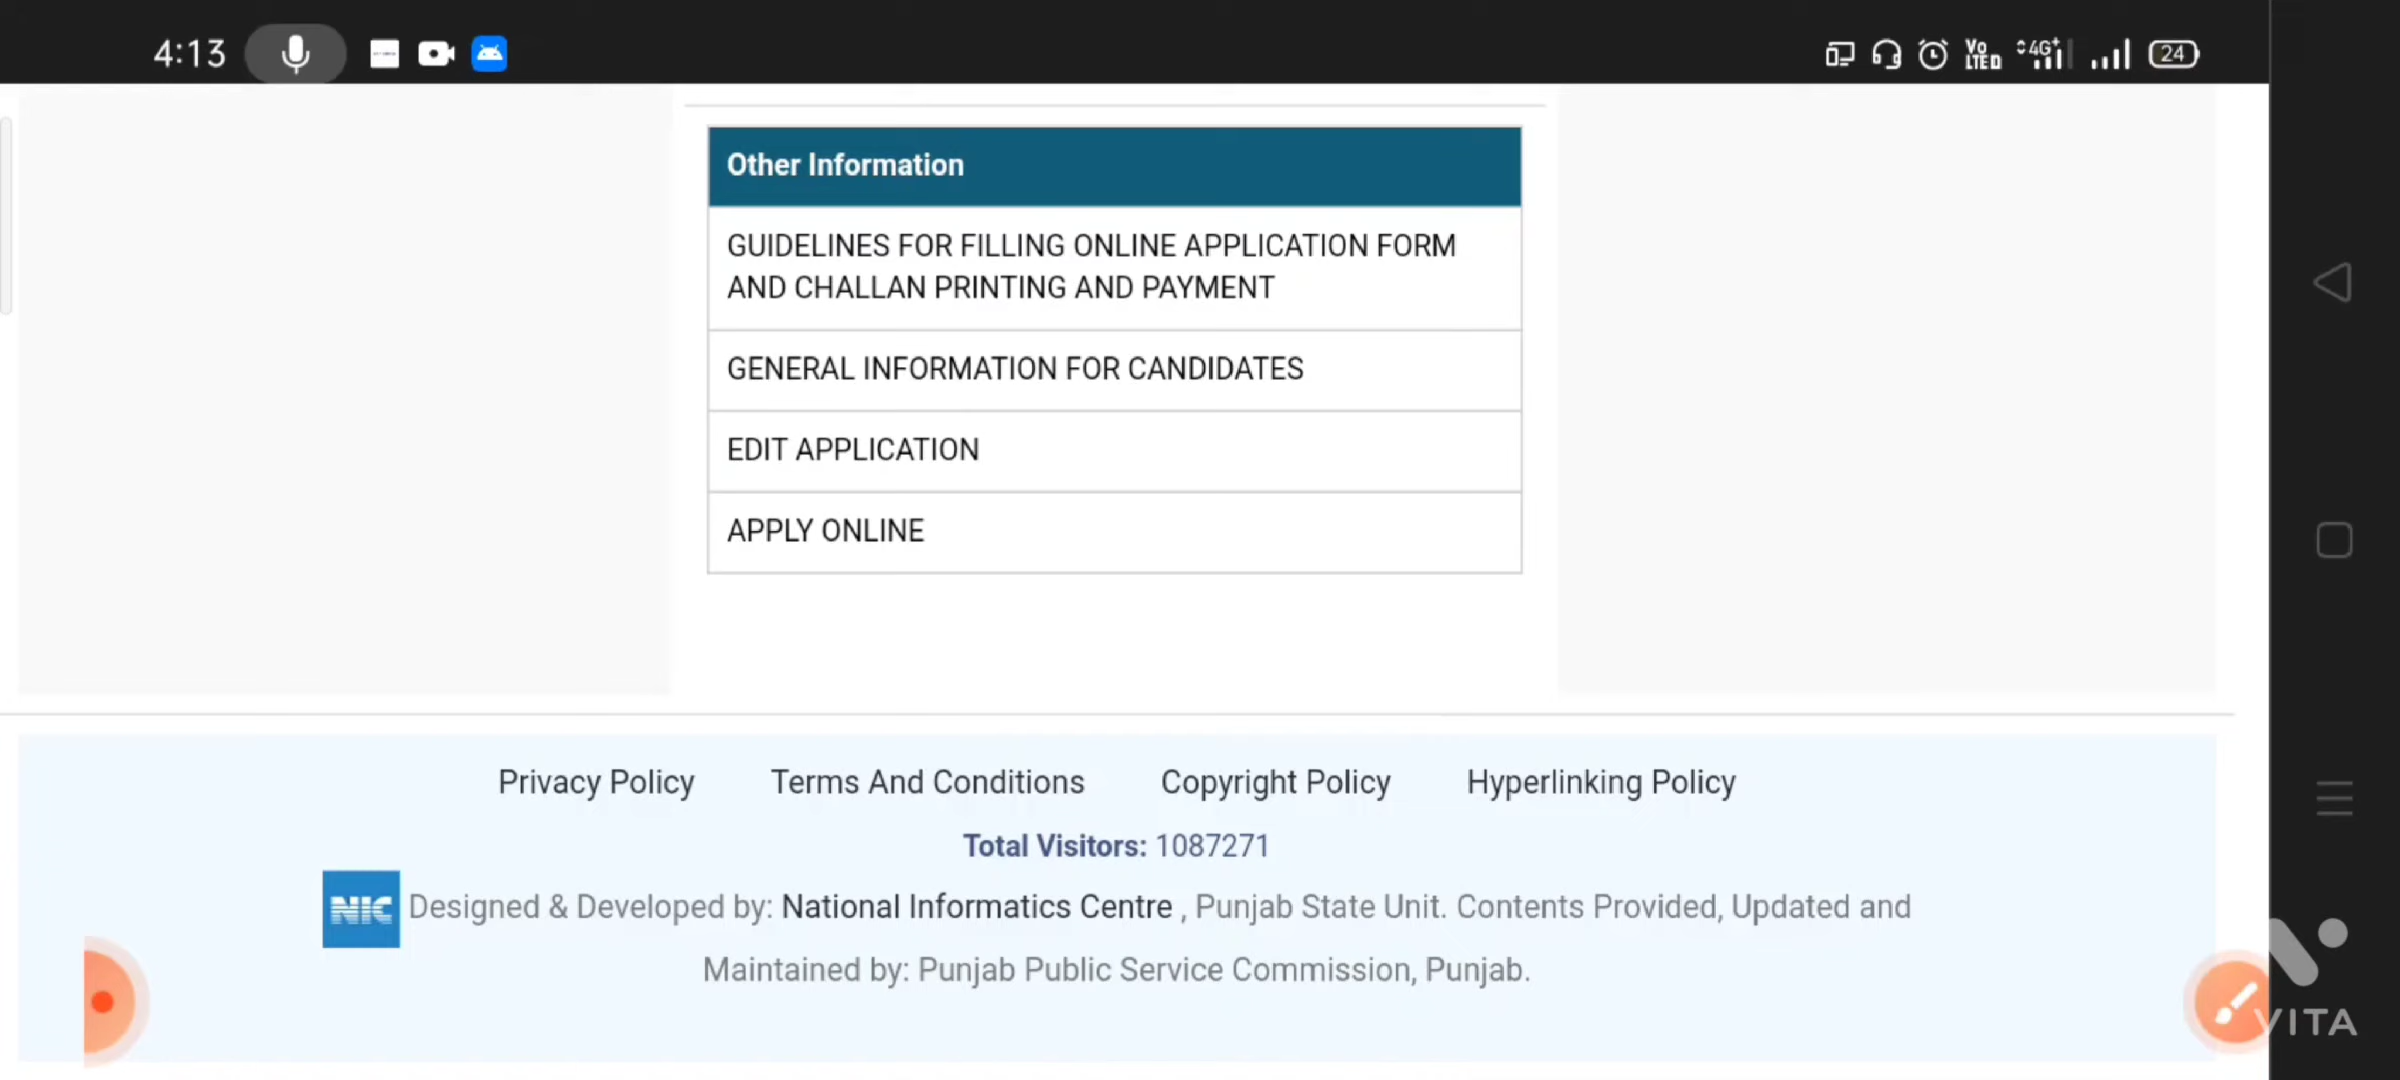 4:13
Vo
LTE D
4G+
24
Other Information
GUIDELINES FOR FILLING ONLINE APPLICATION FORM
AND CHALLAN PRINTING AND PAYMENT
GENERAL INFORMATION FOR CANDIDATES
EDIT APPLICATION
APPLY ONLINE
Privacy Policy Terms And Conditions Copyright Policy Hyperlinking Policy
Total Visitors: 1087271
NIC Designed & Developed by: National Informatics Centre , Punjab State Unit. Contents Provided, Updated and
Maintained by: Punjab Public Service Commission, Punjab.
VITA